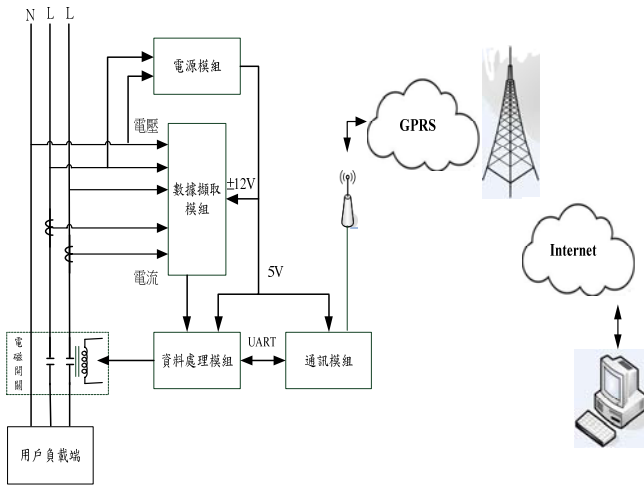 N L L
電源模組
電壓
GPRS
數據擷取
模組
±12V
電流
5V
Internet
電
磁
開
關
資料處理模組
UART
通訊模組
用戶負載端